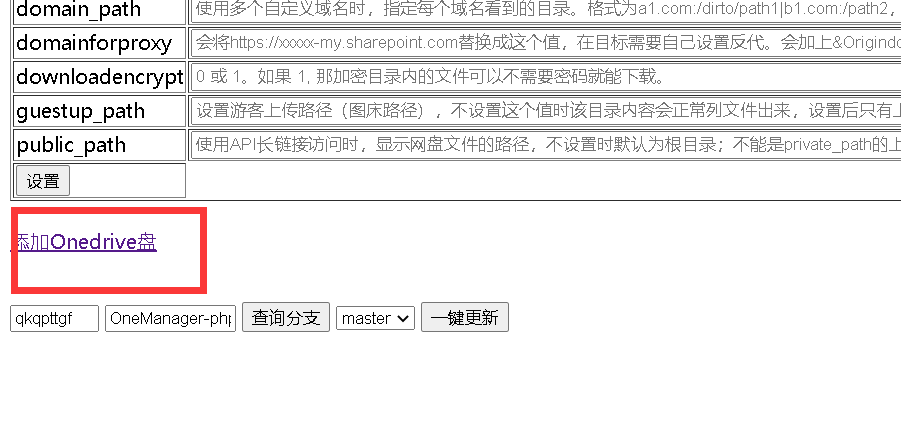 domain_path 使用多个自定义域名时，指定每个域名看到的目录。格式为a1.com:/dirto/path1|b1.com:/path2，
domainforproxy 会将https://xxxxx-my.sharepoint.com替换成这个值，在目标需要自己设置反代。会加上&Origindo
downloadencrypt 0 或 1。如果 1, 那加密目录内的文件可以不需要密码就能下载。
guestup_path 设置游客上传路径（图床路径），不设置这个值时该目录内容会正常列文件出来，设置后只有上
public_path 使用API长链接访问时，显示网盘文件的路径，不设置时默认为根目录；不能是private_path的上
设置
添加Onedrive盘
qkqpttgf OneManager-php 查询分支 master 一键更新